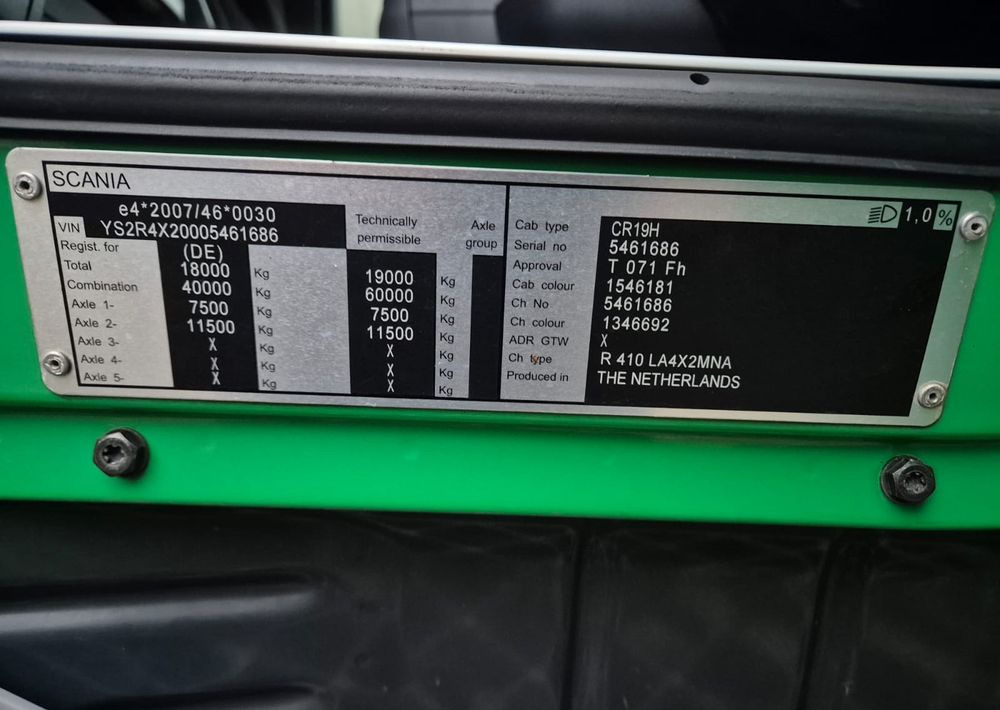 SCANIA
e4*2007/46*0030
VIN YS2R4X20005461686
Technically permissible
Axle group
Regist. for (DE)
Total 18000 Kg 19000 Kg
Combination 40000 Kg 60000 Kg
Axle 1- 7500 Kg 7500 Kg
Axle 2- 11500 Kg 11500 Kg
Axle 3- X Kg X Kg
Axle 4- X Kg X Kg
Axle 5- X Kg X Kg
1,0 %
Cab type CR19H
Serial no 5461686
Approval T 071 Fh
Cab colour 1546181
Ch No 5461686
Ch colour 1346692
ADR GTW X
Ch type R 410 LA4X2MNA
Produced in THE NETHERLANDS